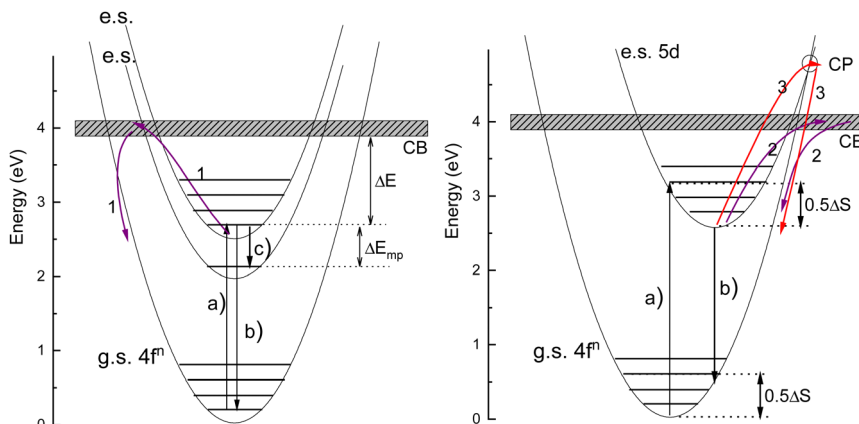 e.s.
e.s.
Energy (eV)
4
3
2
1
0
CB
1
1
ΔE
ΔE_mp
c)
a)
b)
g.s. 4fⁿ
Energy (eV)
4
3
2
1
0
e.s. 5d
CP
3
3
CB
2
2
0.5ΔS
a)
b)
g.s. 4fⁿ
0.5ΔS